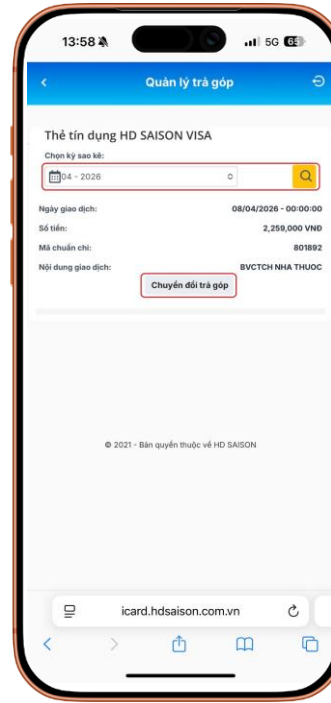 13:58
5G 65
Quản lý trả góp
Thẻ tín dụng HD SAISON VISA
Chọn kỳ sao kê:
04 - 2026
Ngày giao dịch: 08/04/2026 - 00:00:00
Số tiền: 2,259,000 VNĐ
Mã chuẩn chi: 801892
Nội dung giao dịch: BVCTCH NHA THUOC
Chuyển đổi trả góp
© 2021 - Bản quyền thuộc về HD SAISON
icard.hdsaison.com.vn